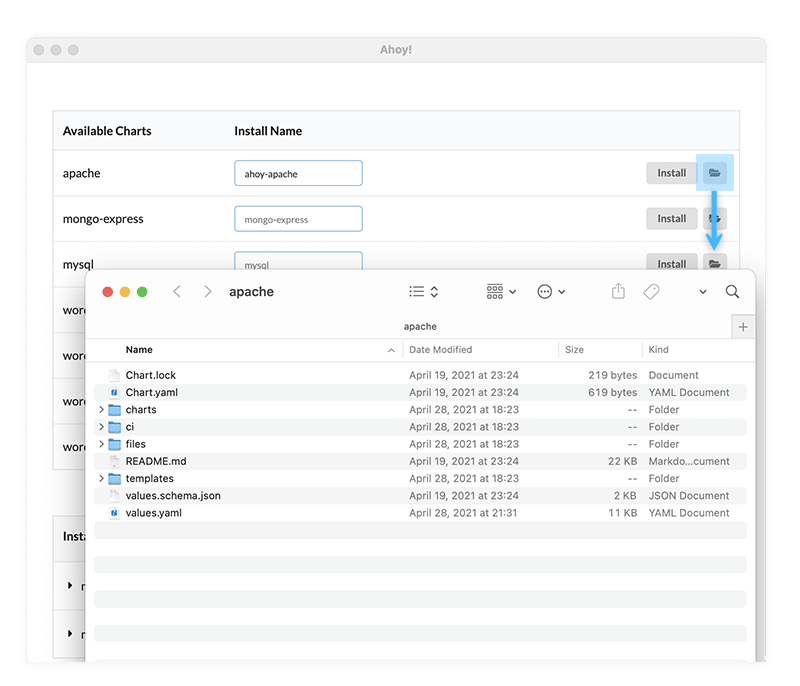 Ahoy!
Available Charts Install Name
apache ahoy-apache Install
mongo-express mongo-express Install
mysql mysql Install
apache
apache
Name Date Modified Size Kind
Chart.lock April 19, 2021 at 23:24 219 bytes Document
Chart.yaml April 19, 2021 at 23:24 619 bytes YAML Document
charts April 28, 2021 at 18:23 -- Folder
ci April 28, 2021 at 18:23 -- Folder
files April 28, 2021 at 18:23 -- Folder
README.md April 19, 2021 at 23:24 22 KB Markdo...cument
templates April 28, 2021 at 18:23 -- Folder
values.schema.json April 19, 2021 at 23:24 2 KB JSON Document
values.yaml April 28, 2021 at 21:31 11 KB YAML Document